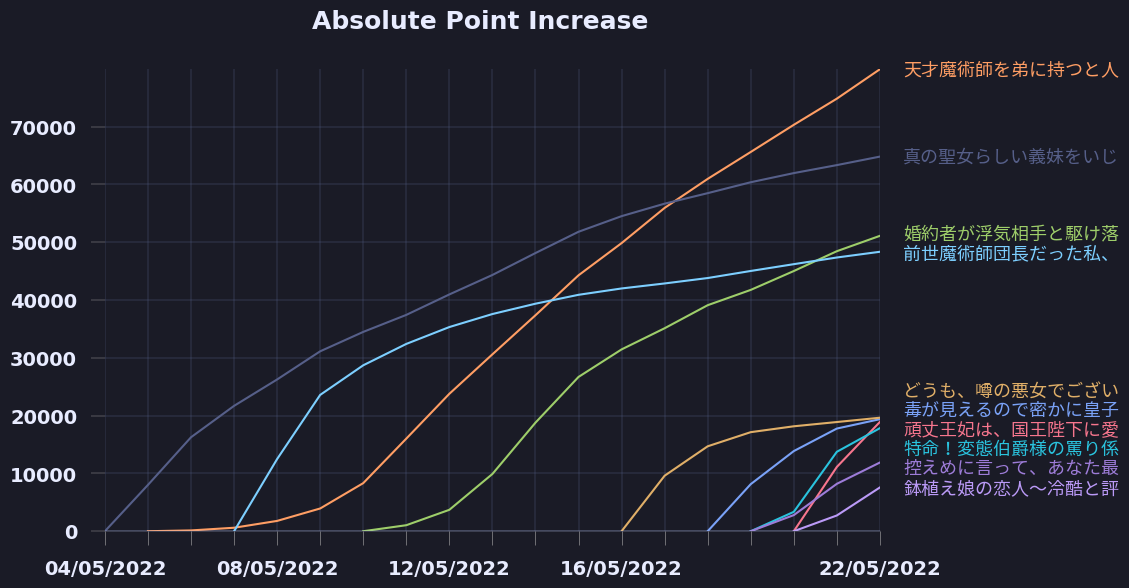 Absolute Point Increase
天才魔術師を弟に持つと人
70000
真の聖女らしい義妹をいじ
60000
婚約者が浮気相手と駆け落
50000
前世魔術師団長だった私、
40000
30000
どうも、噂の悪女でござい
毒が見えるので密かに皇子
20000
頑丈王妃は、国王陛下に愛
特命！変態伯爵様の罵り係
控えめに言って、あなた最
10000
鉢植え娘の恋人～冷酷と評
0
04/05/2022 08/05/2022 12/05/2022 16/05/2022 22/05/2022